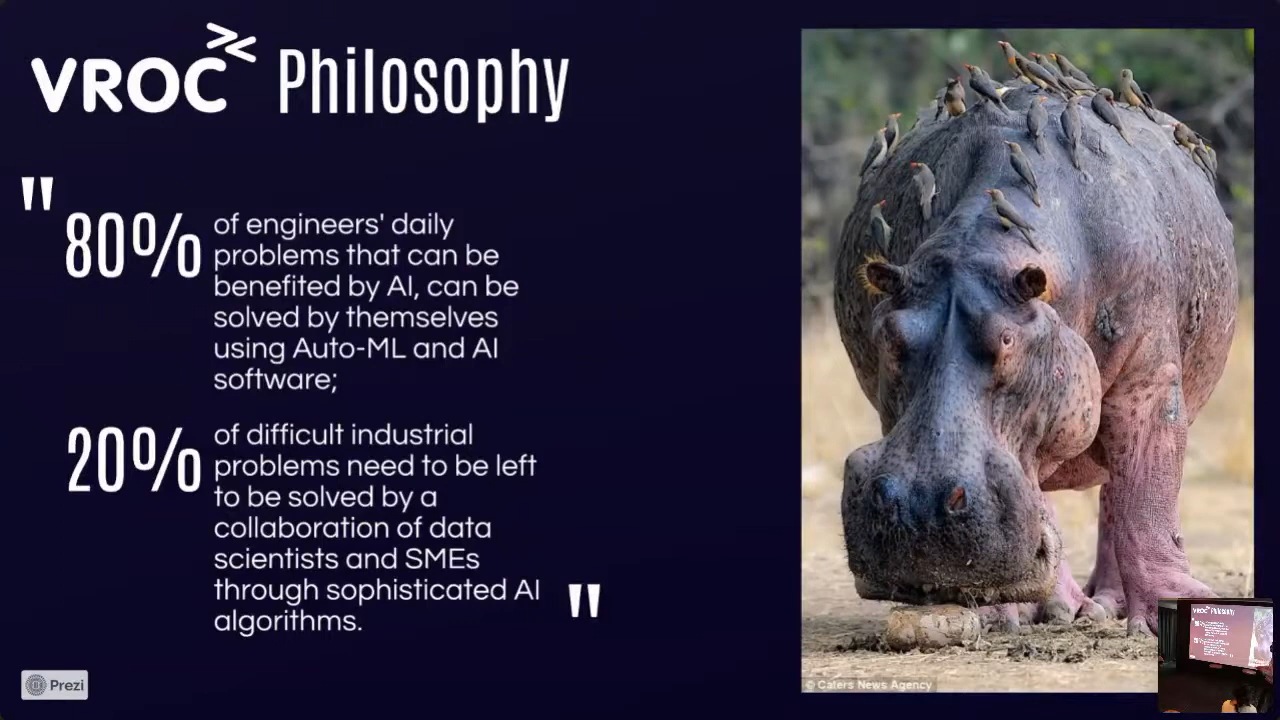 VROC Philosophy
"
80% of engineers' daily
problems that can be
benefited by AI, can be
solved by themselves
using Auto-ML and AI
software;
20% of difficult industrial
problems need to be left
to be solved by a
collaboration of data
scientists and SMEs
through sophisticated AI
algorithms.
"
Prezi
© Caters News Agency
VROC Philosophy